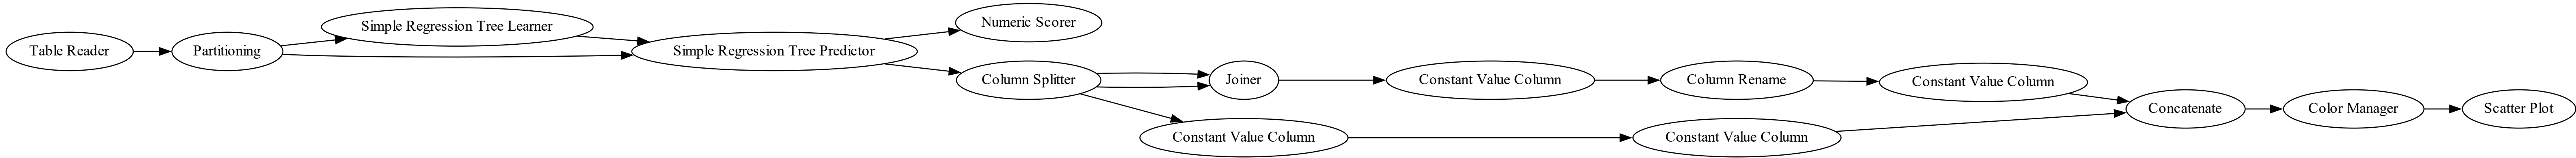 Table Reader
Partitioning
Simple Regression Tree Learner
Simple Regression Tree Predictor
Numeric Scorer
Column Splitter
Joiner
Constant Value Column
Column Rename
Constant Value Column
Constant Value Column
Constant Value Column
Concatenate
Color Manager
Scatter Plot